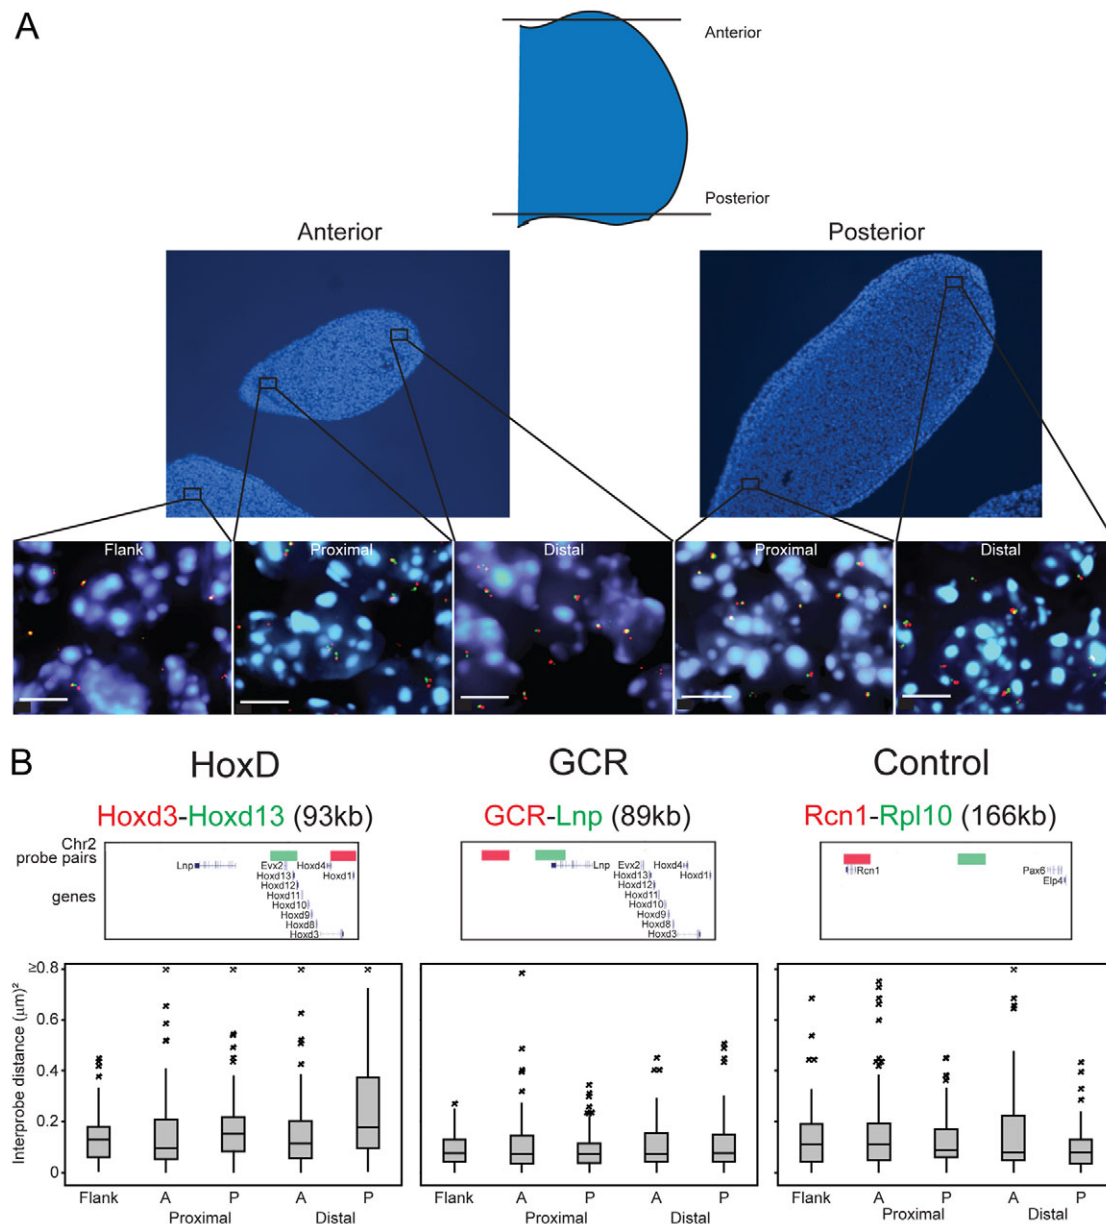 A
Anterior
Posterior
Anterior
Posterior
Flank
Proximal
Distal
Proximal
Distal
B
HoxD
GCR
Control
Hoxd3-Hoxd13 (93kb)
GCR-Lnp (89kb)
Rcn1-Rpl10 (166kb)
Chr2
probe pairs
genes
Lnp
Evx2
Hoxd4
Hoxd13
Hoxd1
Hoxd12
Hoxd11
Hoxd10
Hoxd9
Hoxd8
Hoxd3
Lnp
Evx2
Hoxd4
Hoxd13
Hoxd1
Hoxd12
Hoxd11
Hoxd10
Hoxd9
Hoxd8
Hoxd3
Rcn1
Pax6
Elp4
Interprobe distance (µm)²
≥0.8
0.6
0.4
0.2
0
Flank A P A P
Proximal Distal
Flank A P A P
Proximal Distal
Flank A P A P
Proximal Distal